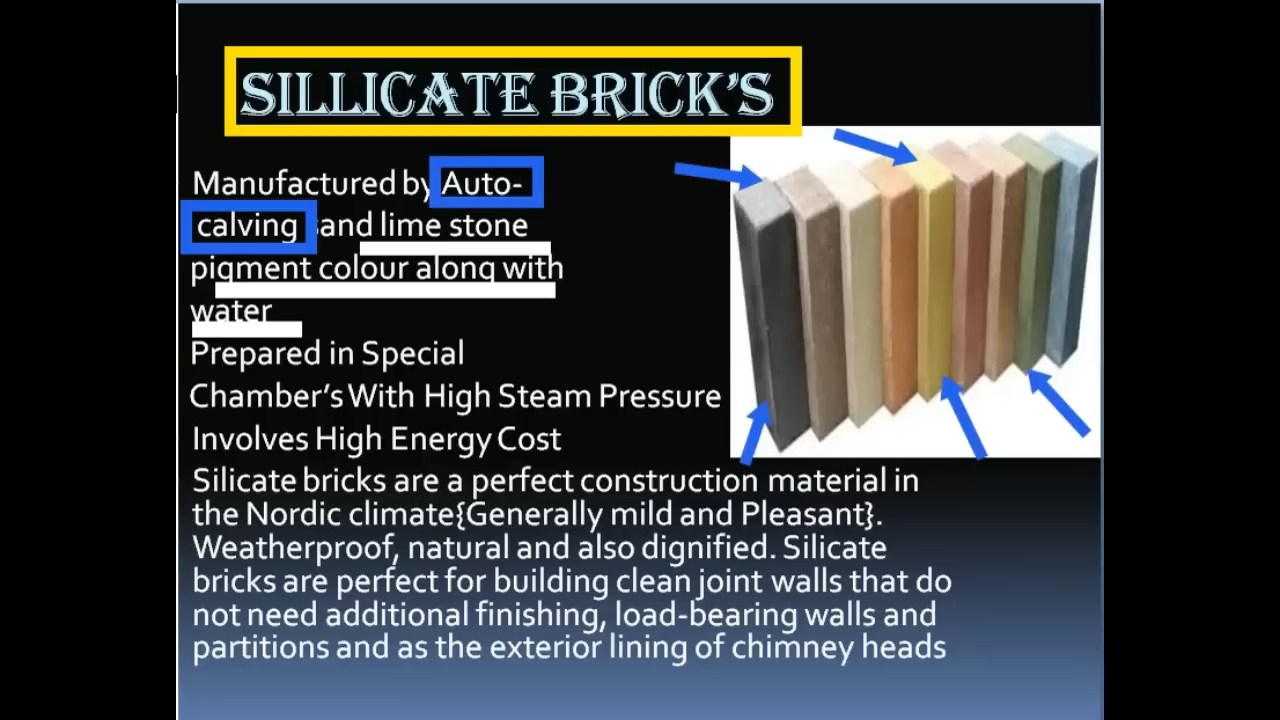 SILLICATE BRICK'S
Manufactured by Auto-
calving sand lime stone
pigment colour along with
water
Prepared in Special
Chamber's With High Steam Pressure
Involves High Energy Cost
Silicate bricks are a perfect construction material in
the Nordic climate{Generally mild and Pleasant}.
Weatherproof, natural and also dignified. Silicate
bricks are perfect for building clean joint walls that do
not need additional finishing, load-bearing walls and
partitions and as the exterior lining of chimney heads